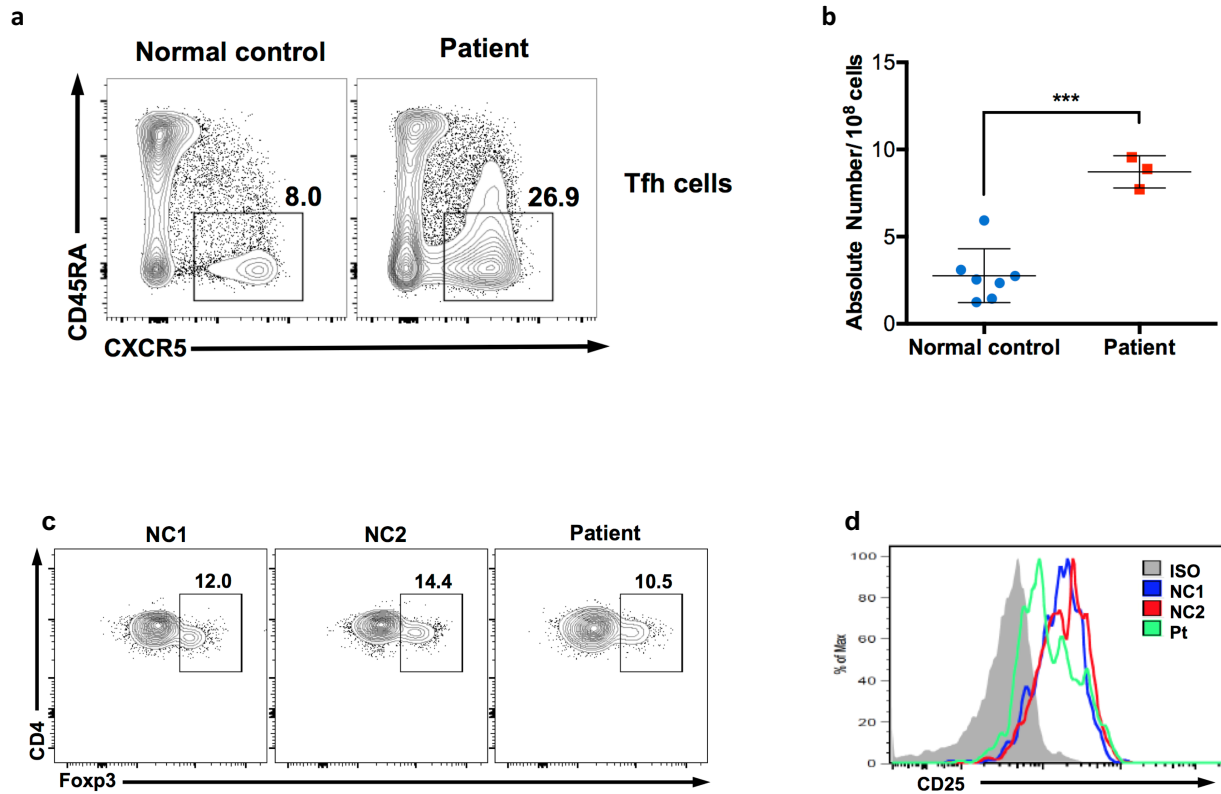 a
Normal control
Patient
8.0
26.9
Tfh cells
CD45RA
CXCR5
b
Absolute Number/ 10⁸ cells
15
10
5
0
***
Normal control
Patient
c
NC1
NC2
Patient
12.0
14.4
10.5
CD4
Foxp3
d
100
80
60
40
20
0
% of Max
ISO
NC1
NC2
Pt
CD25